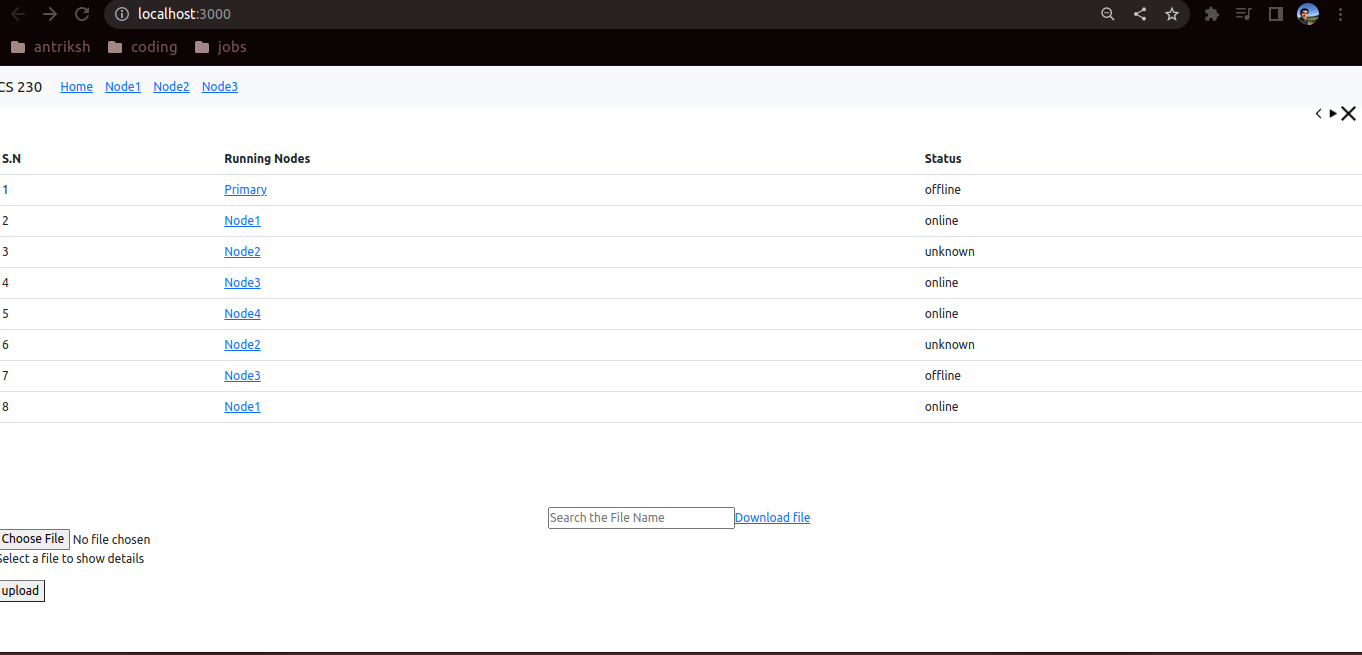 localhost:3000
antriksh coding jobs
CS 230 Home Node1 Node2 Node3
S.N Running Nodes Status
1 Primary offline
2 Node1 online
3 Node2 unknown
4 Node3 online
5 Node4 online
6 Node2 unknown
7 Node3 offline
8 Node1 online
Search the File Name Download file
Choose File No file chosen
Select a file to show details
upload